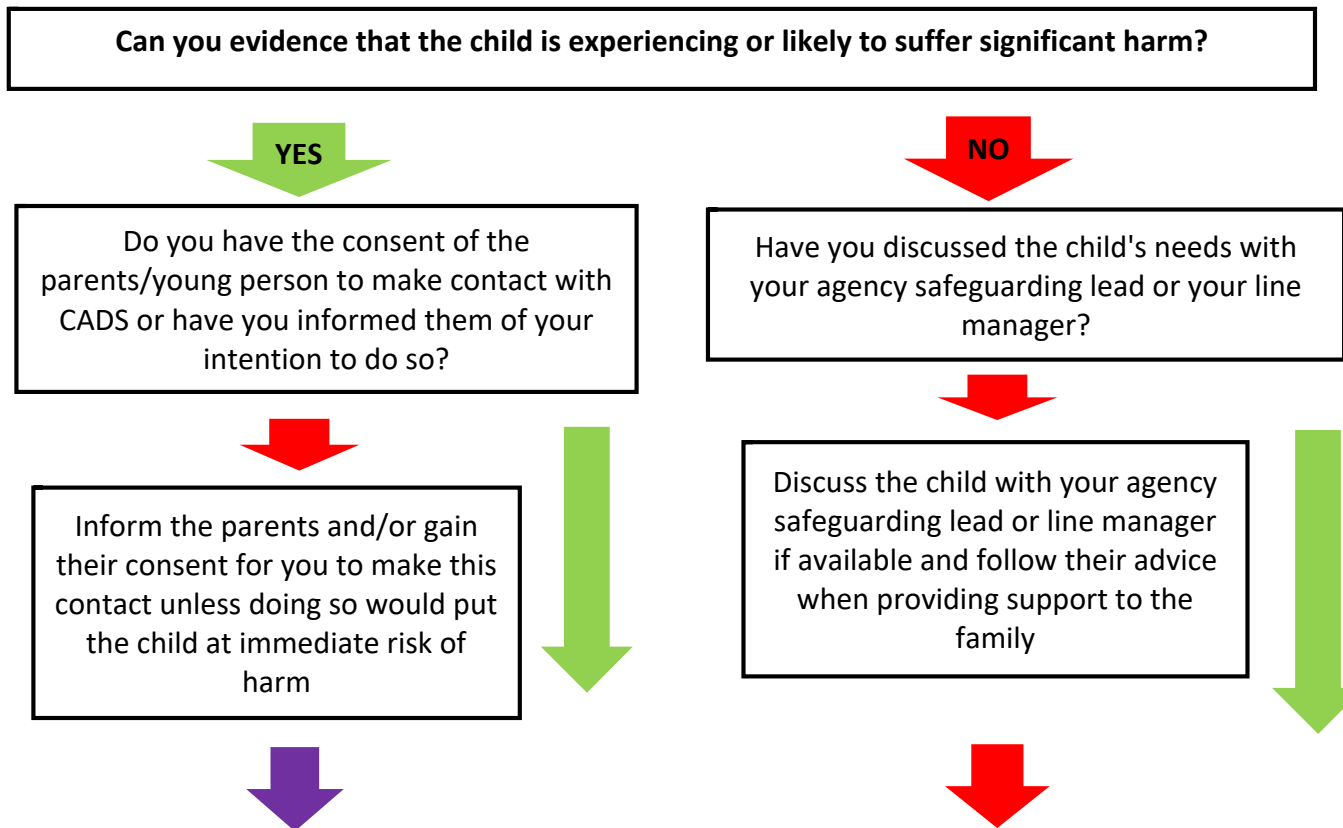 Can you evidence that the child is experiencing or likely to suffer significant harm?
YES
NO
Do you have the consent of the
parents/young person to make contact with
CADS or have you informed them of your
intention to do so?
Have you discussed the child's needs with
your agency safeguarding lead or your line
manager?
Inform the parents and/or gain
their consent for you to make this
contact unless doing so would put
the child at immediate risk of
harm
Discuss the child with your agency
safeguarding lead or line manager
if available and follow their advice
when providing support to the
family